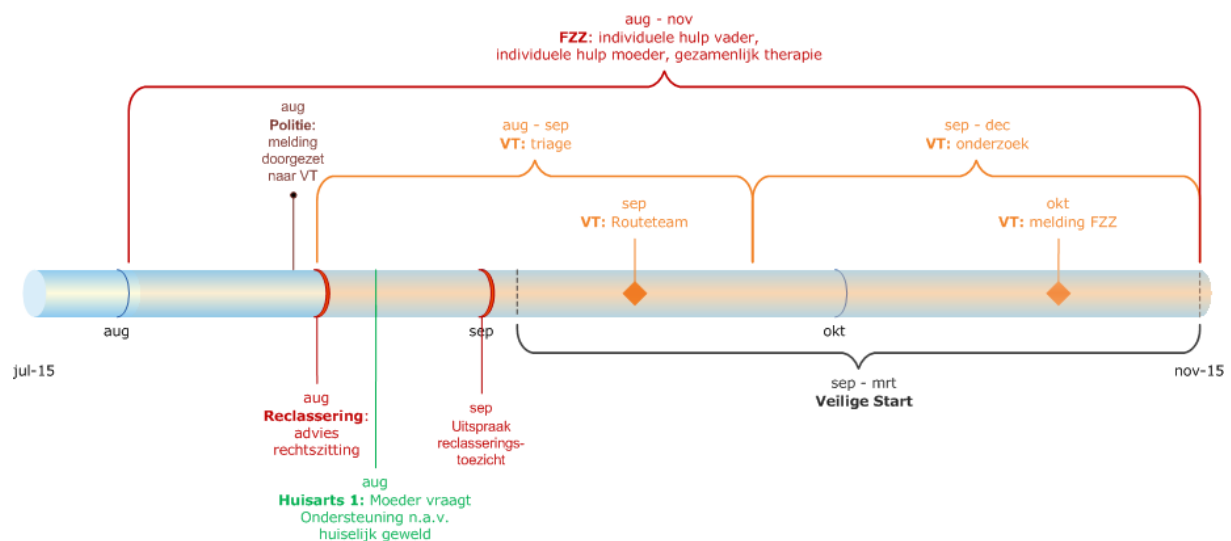 aug - nov
FZZ: individuele hulp vader,
individuele hulp moeder, gezamenlijk therapie
aug
Politie:
melding
doorgezet
naar VT
aug - sep
VT: triage
sep - dec
VT: onderzoek
sep
VT: Routeteam
okt
VT: melding FZZ
aug
sep
okt
jul-15
nov-15
sep - mrt
Veilige Start
aug
Reclassering:
advies
rechtszitting
sep
Uitspraak
reclasserings-
toezicht
aug
Huisarts 1: Moeder vraagt
Ondersteuning n.a.v.
huiselijk geweld